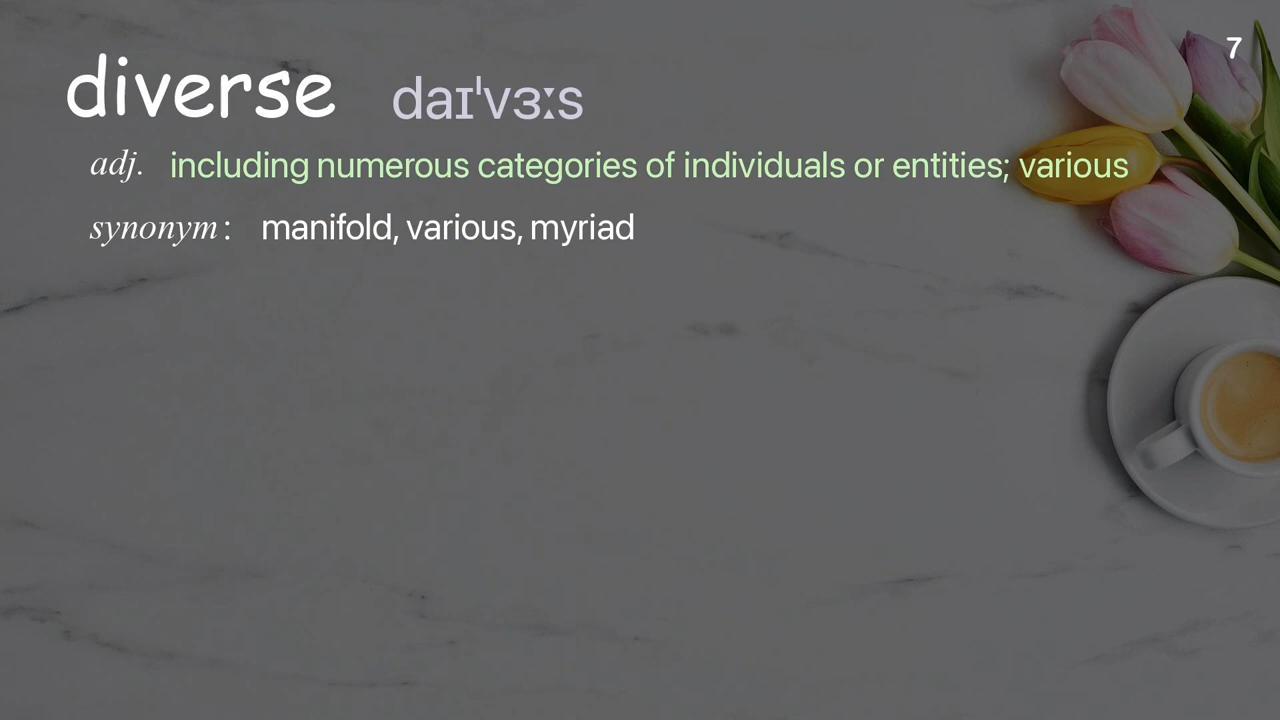 7
diverse daɪˈvɜːs
adj. including numerous categories of individuals or entities; various
synonym : manifold, various, myriad